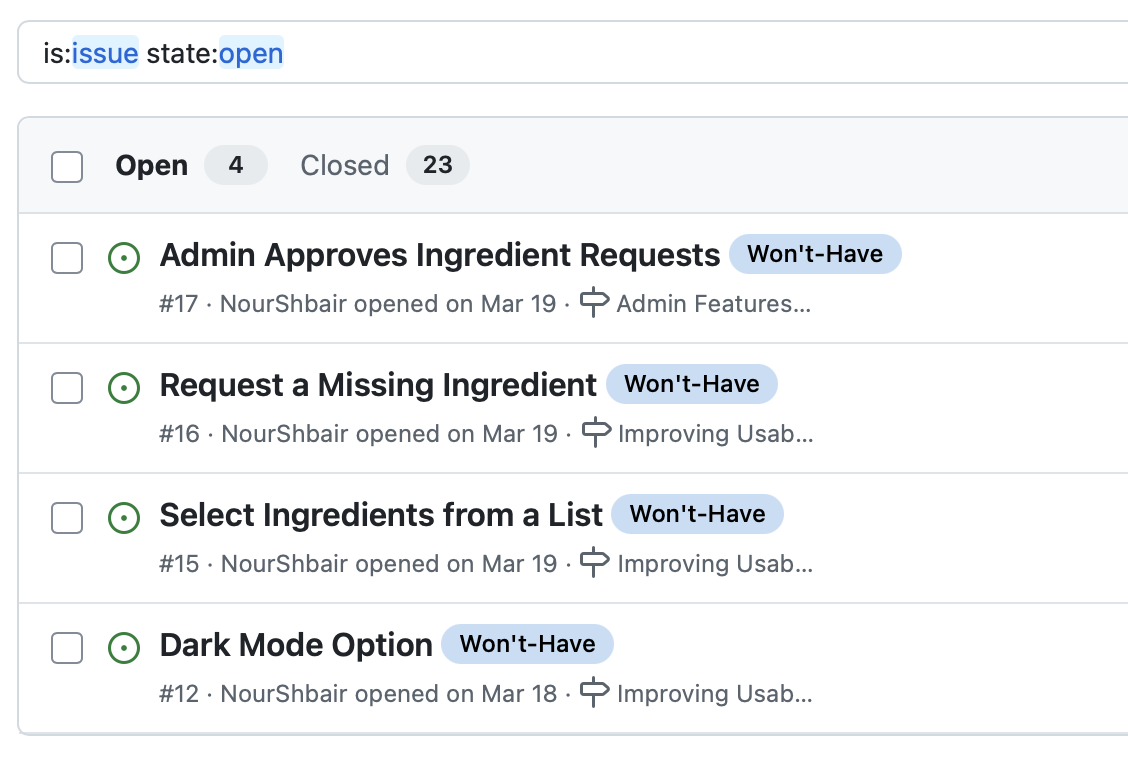 is:issue state:open
Open 4 Closed 23
Admin Approves Ingredient Requests Won't-Have
#17 · NourShbair opened on Mar 19 · Admin Features...
Request a Missing Ingredient Won't-Have
#16 · NourShbair opened on Mar 19 · Improving Usab...
Select Ingredients from a List Won't-Have
#15 · NourShbair opened on Mar 19 · Improving Usab...
Dark Mode Option Won't-Have
#12 · NourShbair opened on Mar 18 · Improving Usab...